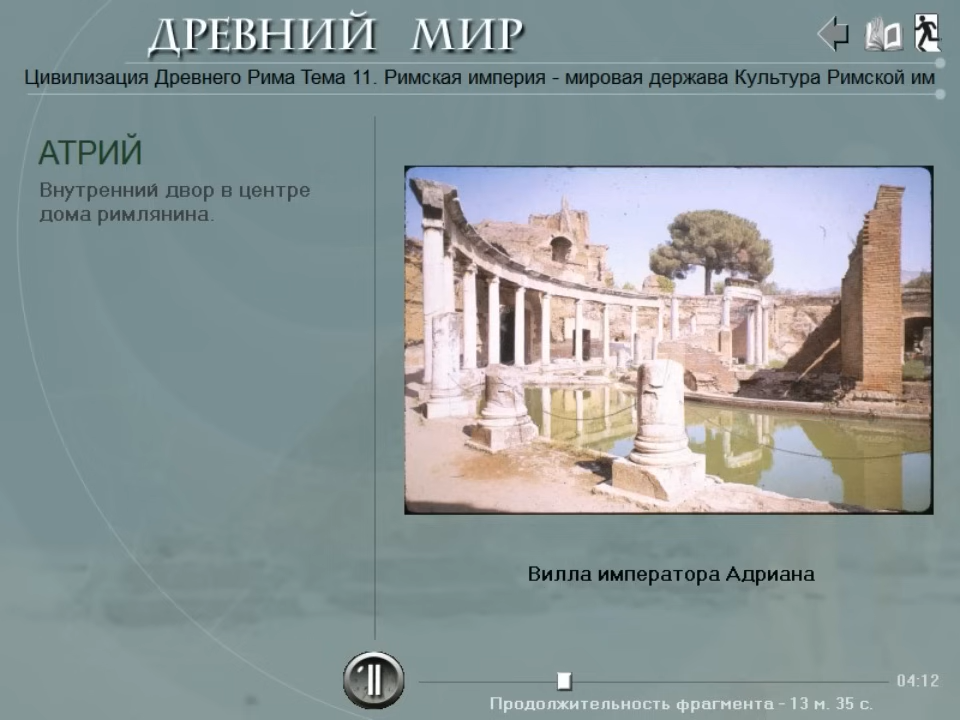 ДРЕВНИЙ МИР
Цивилизация Древнего Рима Тема 11. Римская империя - мировая держава Культура Римской им
АТРИЙ
Внутренний двор в центре
дома римлянина.
Вилла императора Адриана
04:12
Продолжительность фрагмента - 13 м. 35 с.